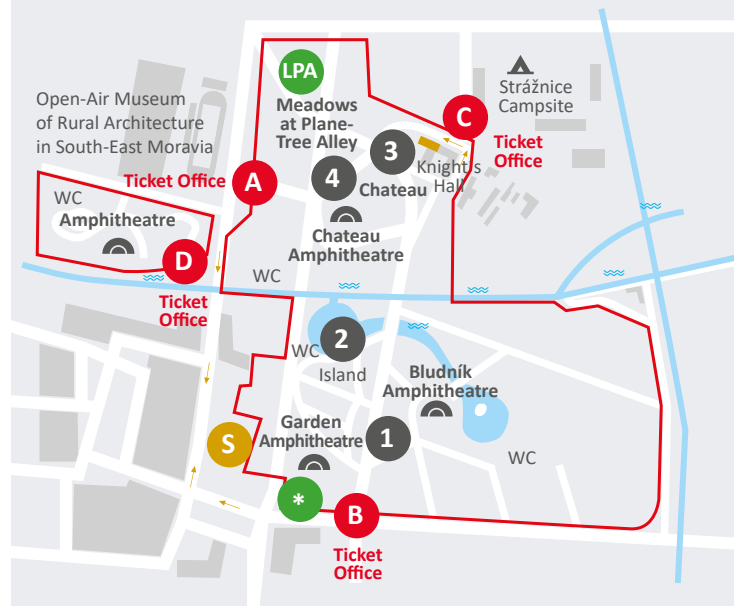 LPA
Meadows
at Plane-
Tree Alley
Strážnice
Campsite
Open-Air Museum
of Rural Architecture
in South-East Moravia
C
Ticket
Office
3
Knight's
Hall
Ticket Office
A
4
Chateau
WC
Amphitheatre
Chateau
Amphitheatre
D
WC
Ticket
Office
2
WC
Island
Bludník
Amphitheatre
Garden
Amphitheatre
1
S
WC
*
B
Ticket
Office